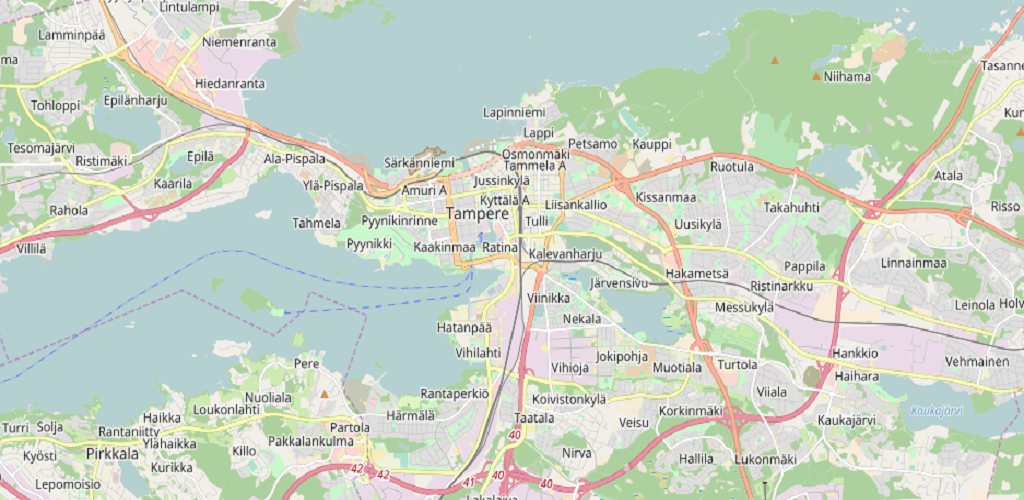 Lintulampi
Lamminpää
Niemenranta
ma
Tasanne
Niihama
Hiedanranta
Tohloppi
Epilänharju
Lapinniemi
Kun
Lappi
Petsamo
Kauppi
Tesomajärvi
Ristimäki
Epilä
Ala-Pispala
Särkänniemi
Osmonmäki
Tammela A
Ruotula
Atala
Kaarila
Ylä-Pispala
Amuri A
Jussinkylä
Kissanmaa
Rahola
Kyttälä A
Liisankallio
Takahuhti
Risso
Tahmela
Pyynikinrinne
Tampere
Tulli
Uusikylä
Villilä
Pyynikki
Kaakinmaa
Ratina
Kalevanharju
Linnainmaa
Hakametsä
Pappila
Järvensivu
Ristinarkku
Viinikka
Messukylä
Leinola
Holv
Hatanpää
Nekala
Vihilahti
Jokipohja
Hankkio
Pere
Vihioja
Muotiala
Turtola
Vehmainen
Haihara
Nuoliala
Rantaperkiö
Koivistonkylä
Viiala
Loukonlahti
Härmälä
Korkinmäki
Kaukajärvi
Haikka
Taatala
Veisu
Kaukajärvi
Turri
Solja
Rantaniitty
Partola
40
Ylähaikka
Pakkalankulma
Kyösti
Pirkkala
Killo
Nirva
Hallila
Lukonmäki
Kurikka
42
42
41
40
40
Lepomoisio
Lakalaiva